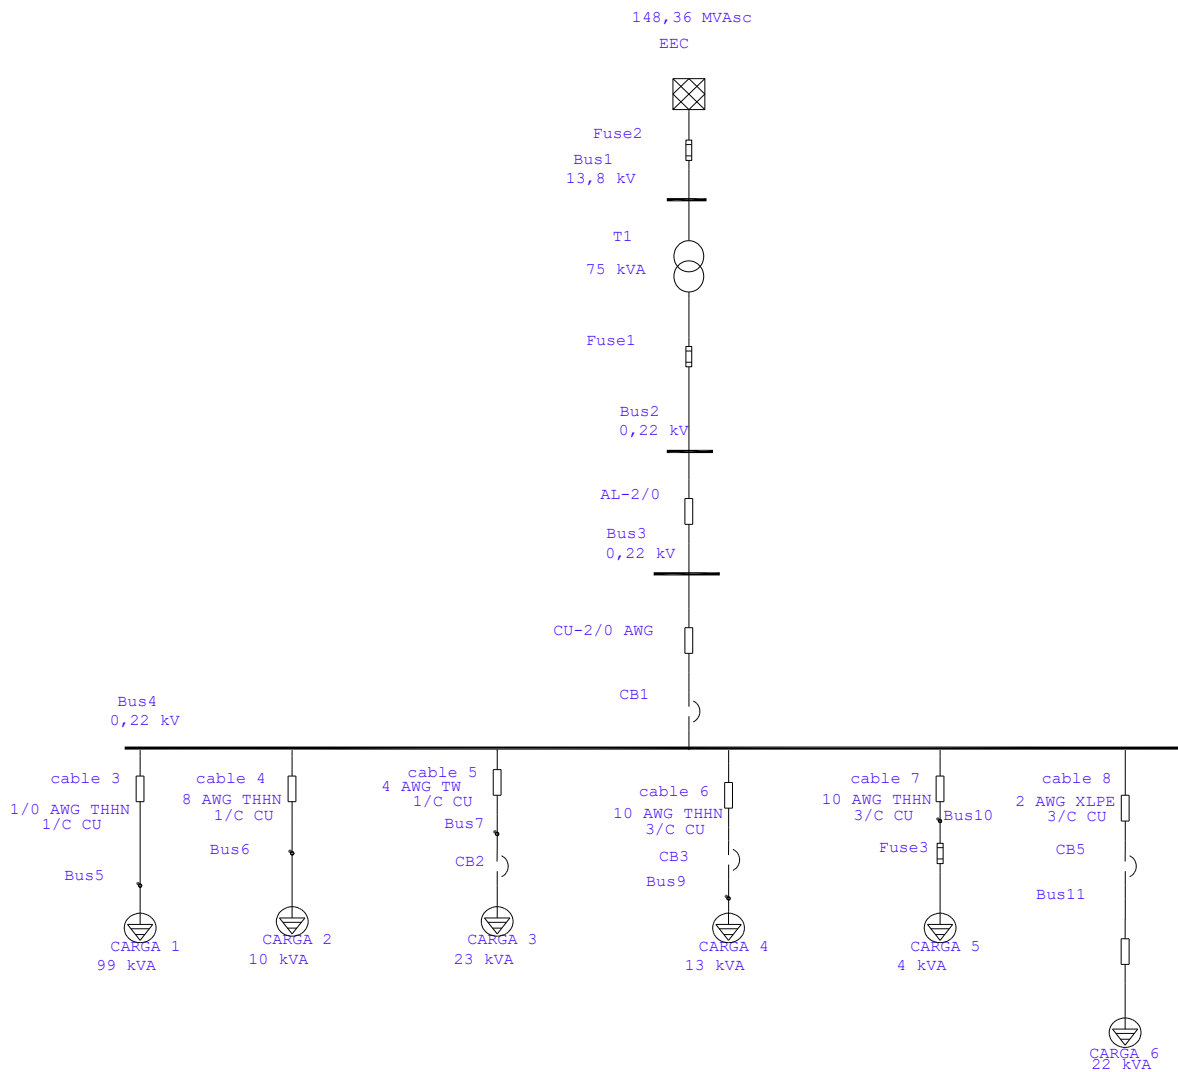 148,36 MVAsc
EEC
Fuse2
Bus1
13,8 kV
T1
75 kVA
Fuse1
Bus2
0,22 kV
AL-2/0
Bus3
0,22 kV
CU-2/0 AWG
CB1
Bus4
0,22 kV
cable 3
1/0 AWG THHN
1/C CU
Bus5
CARGA 1
99 kVA
cable 4
8 AWG THHN
1/C CU
Bus6
CARGA 2
10 kVA
cable 5
4 AWG TW
1/C CU
Bus7
CB2
CARGA 3
23 kVA
cable 6
10 AWG THHN
3/C CU
CB3
Bus9
CARGA 4
13 kVA
cable 7
10 AWG THHN
3/C CU
Bus10
Fuse3
CARGA 5
4 kVA
cable 8
2 AWG XLPE
3/C CU
CB5
Bus11
CARGA 6
22 kVA